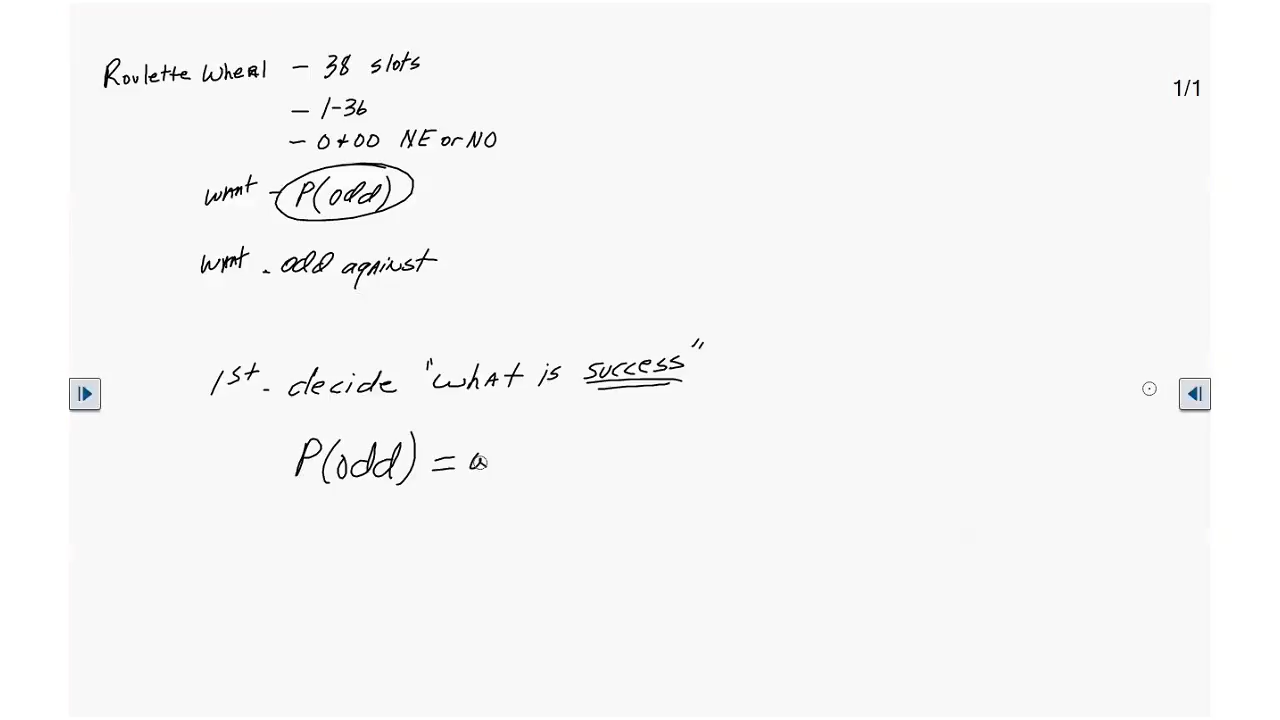 Roulette Wheel - 38 slots
1/1
- 1-36
- 0 + 00 NE or NO
want - P(odd)
want - odd against
1st - decide "what is success"
P(odd) =